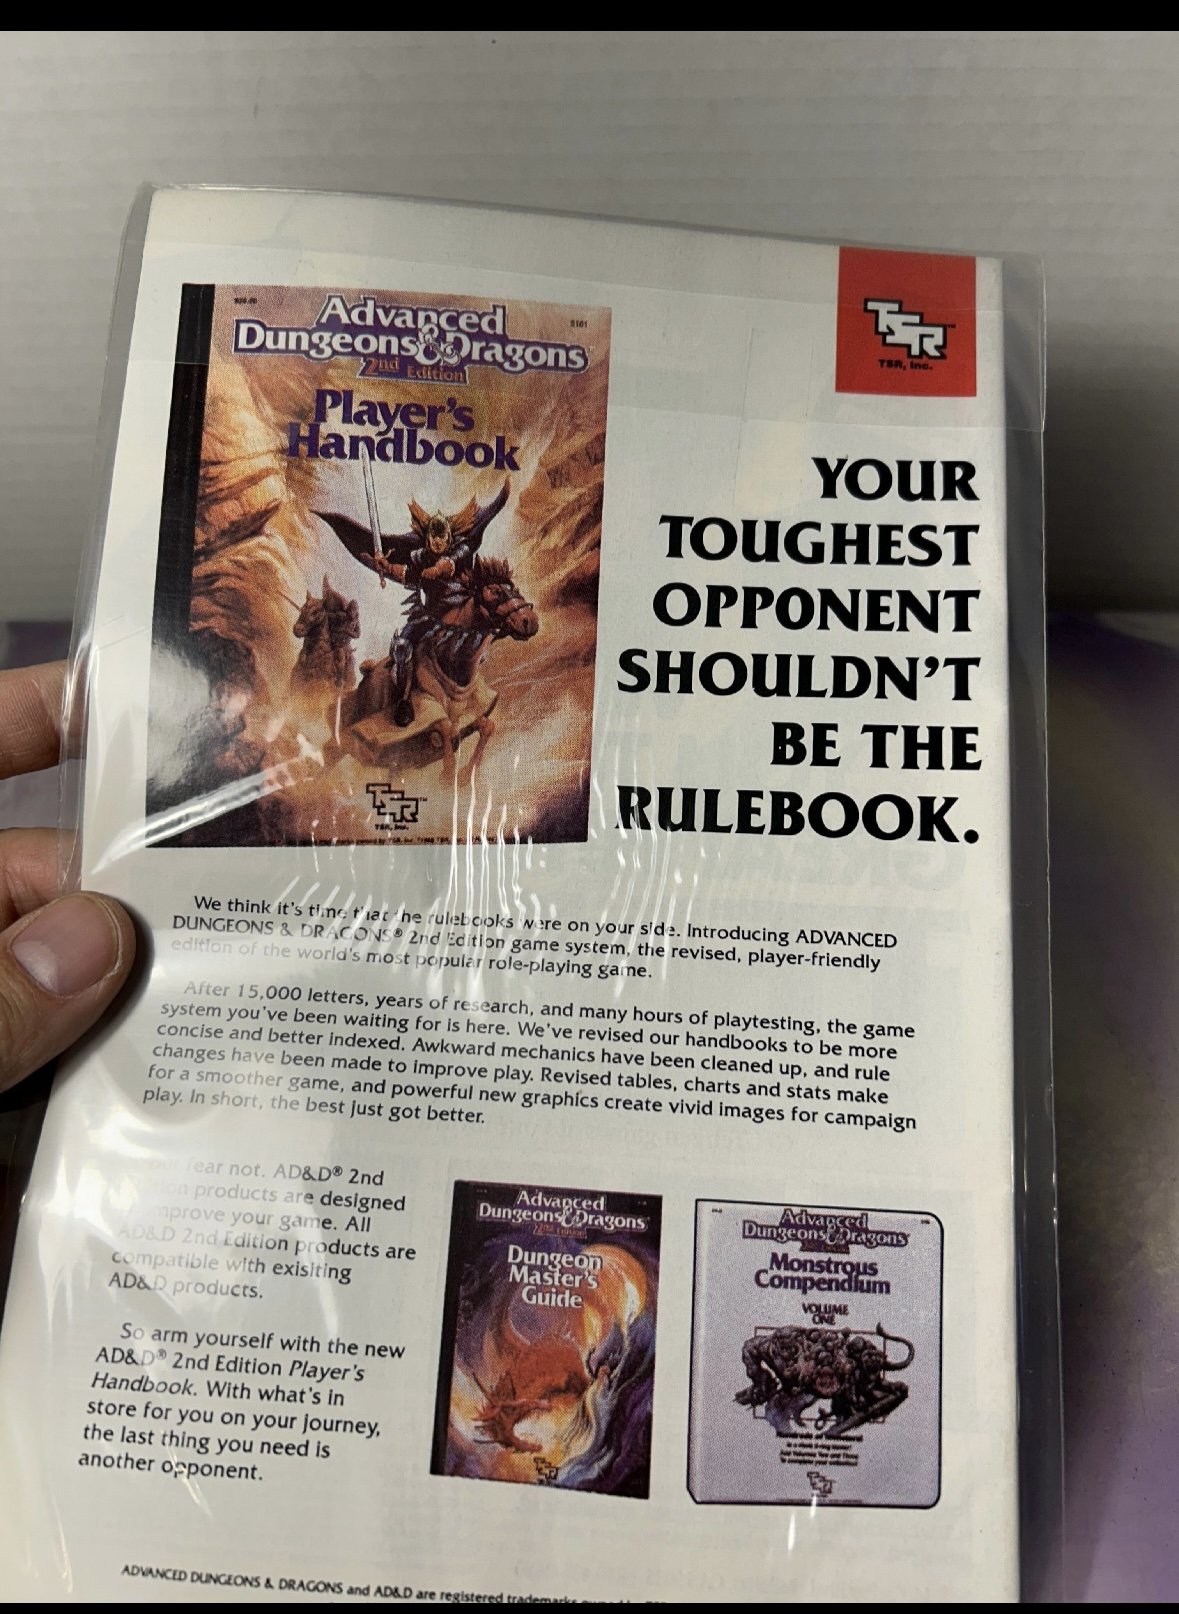 Advanced
Dungeons & Dragons
2nd Edition
Player's
Handbook
TSR
TSR, Inc.
TSR
TSR, Inc.
YOUR
TOUGHEST
OPPONENT
SHOULDN'T
BE THE
RULEBOOK.
We think it's time that the rulebooks were on your side. Introducing ADVANCED
DUNGEONS & DRAGONS® 2nd Edition game system, the revised, player-friendly
edition of the world's most popular role-playing game.
After 15,000 letters, years of research, and many hours of playtesting, the game
system you've been waiting for is here. We've revised our handbooks to be more
concise and better indexed. Awkward mechanics have been cleaned up, and rule
changes have been made to improve play. Revised tables, charts and stats make
for a smoother game, and powerful new graphics create vivid images for campaign
play. In short, the best just got better.
fear not. AD&D® 2nd
products are designed
improve your game. All
AD&D 2nd Edition products are
compatible with exisiting
AD&D products.
So arm yourself with the new
AD&D® 2nd Edition Player's
Handbook. With what's in
store for you on your journey,
the last thing you need is
another opponent.
Advanced
Dungeons & Dragons
2nd Edition
Dungeon
Master's
Guide
TSR
Advanced
Dungeons & Dragons
Monstrous
Compendium
VOLUME
ONE
TSR
ADVANCED DUNGEONS & DRAGONS and AD&D are registered trademarks